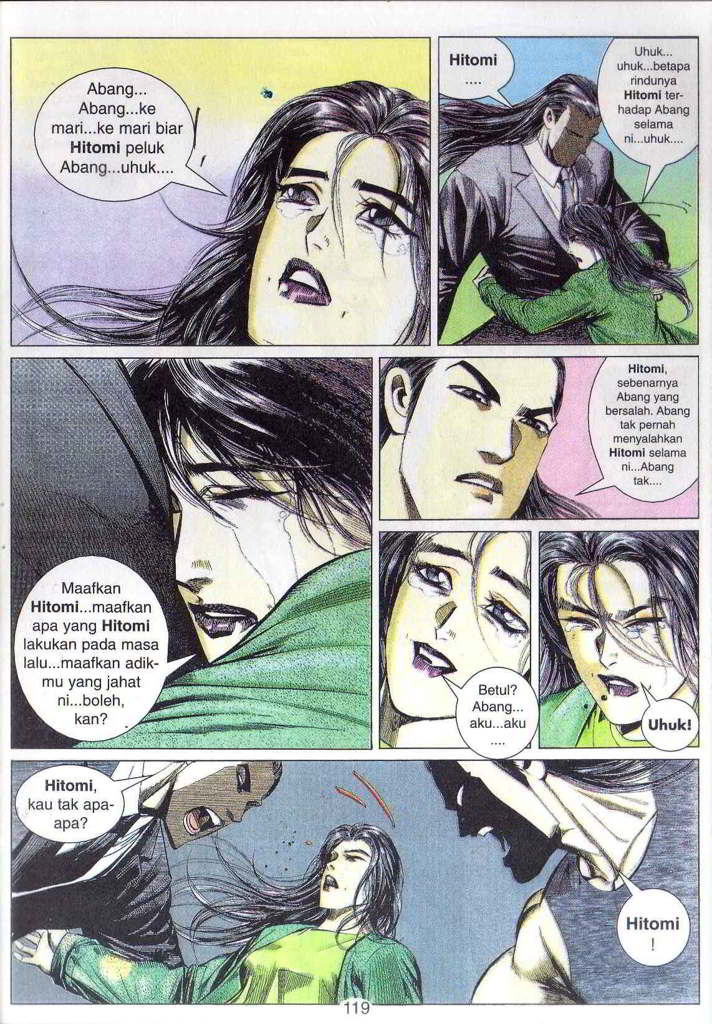 Abang...
Abang...ke
mari...ke mari biar
Hitomi peluk
Abang...uhuk....
Hitomi
....
Uhuk...
uhuk...betapa
rindunya
Hitomi ter-
hadap Abang
selama
ni...uhuk....
Maafkan
Hitomi...maafkan
apa yang Hitomi
lakukan pada masa
lalu...maafkan adik-
mu yang jahat
ni...boleh,
kan?
Hitomi,
sebenarnya
Abang yang
bersalah. Abang
tak pernah
menyalahkan
Hitomi selama
ni...Abang
tak....
Betul?
Abang...
aku...aku
....
Uhuk!
Hitomi,
kau tak apa-
apa?
Hitomi
!
119